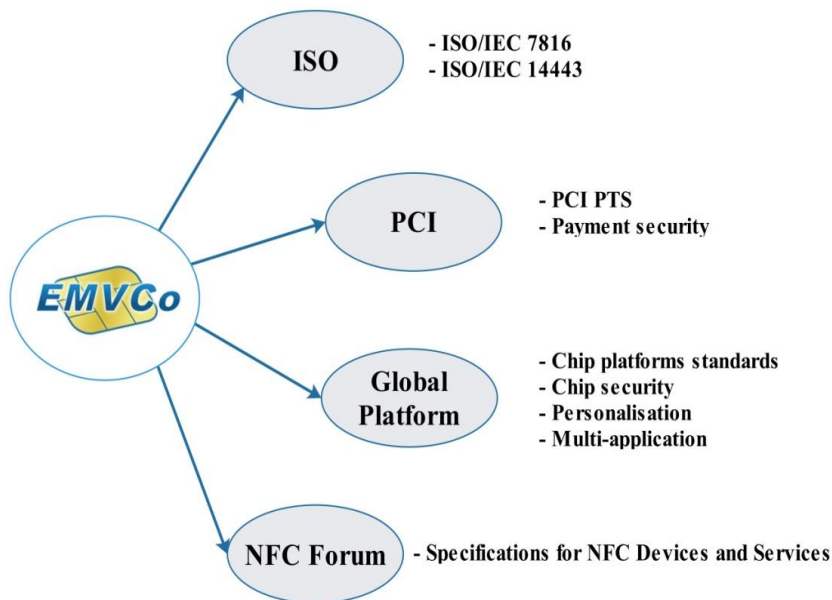 ISO
- ISO/IEC 7816
- ISO/IEC 14443
PCI
- PCI PTS
- Payment security
EMVCo
Global
Platform
- Chip platforms standards
- Chip security
- Personalisation
- Multi-application
NFC Forum
- Specifications for NFC Devices and Services